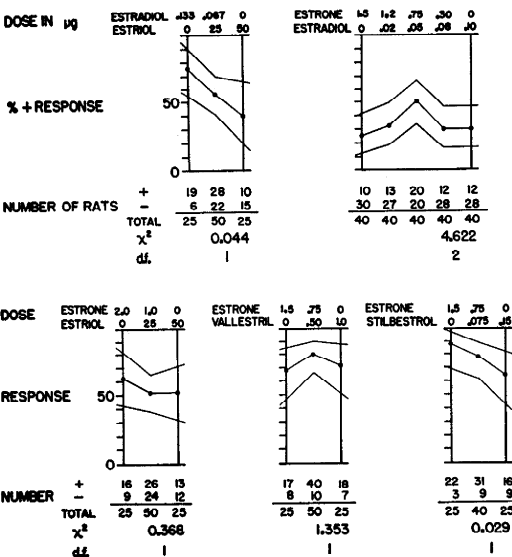 DOSE IN µg ESTRADIOL .133 .067 0 ESTRONE 1.5 1.2 .75 .30 0
ESTRIOL 0 25 50 ESTRADIOL 0 .02 .05 .08 .10
% + RESPONSE 50
0
+ 19 28 10 10 13 20 12 12
NUMBER OF RATS - 6 22 15 30 27 20 28 28
TOTAL 25 50 25 40 40 40 40 40
χ² 0.044 4.622
d.f. 1 2
DOSE ESTRONE 2.0 1.0 0 ESTRONE 1.5 .75 0 ESTRONE 1.5 .75 0
ESTRIOL 0 25 50 VALLESTRIL 0 .50 1.0 STILBESTROL 0 .075 .15
RESPONSE 50
0
+ 16 26 13 17 40 18 22 31 16
NUMBER - 9 24 12 8 10 7 3 9 9
TOTAL 25 50 25 25 50 25 25 40 25
χ² 0.368 1.353 0.029
d.f. 1 1 1